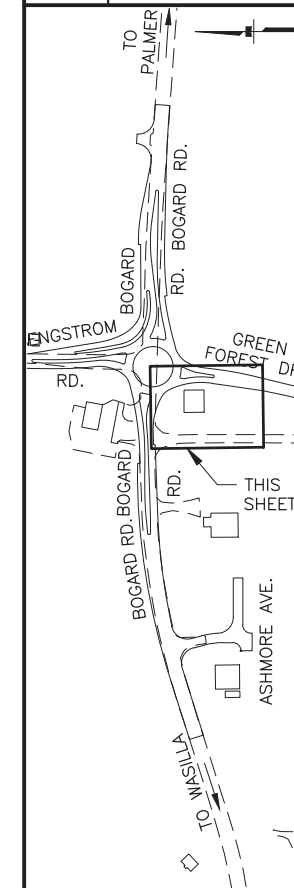 TO
PALMER
BOGARD RD.
BOGARD
RD.
ENGSTROM
RD.
GREEN
FOREST DR
THIS
SHEET
BOGARD
RD.
BOGARD RD.
ASHMORE AVE.
TO WASILLA